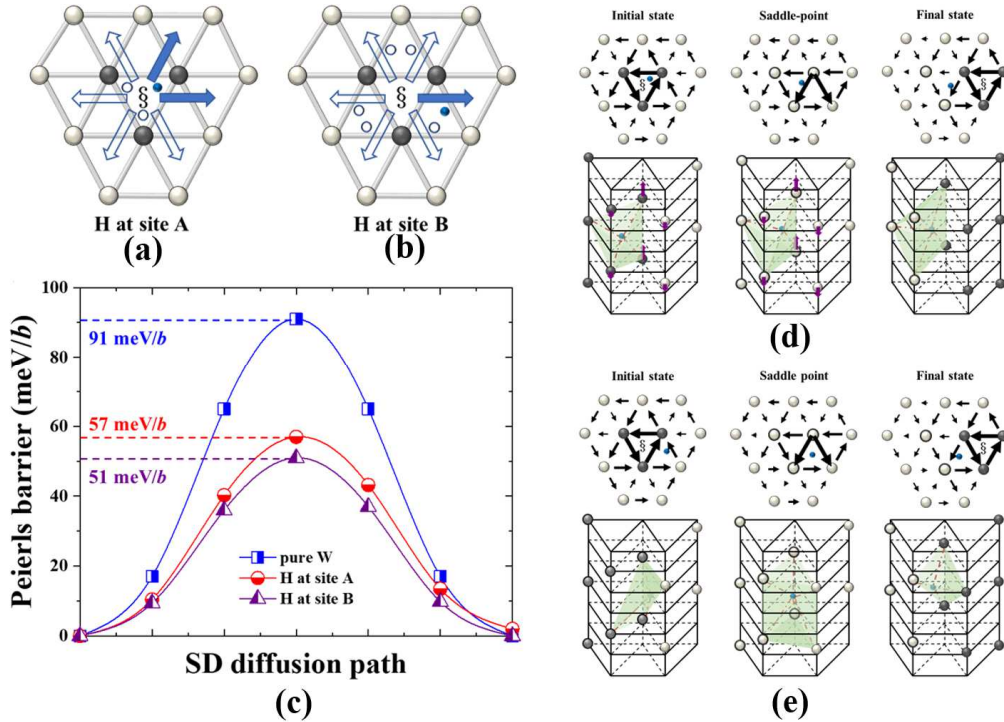 §
H at site A
(a)
§
H at site B
(b)
Peierls barrier (meV/b)
100
80
60
40
20
0
91 meV/b
57 meV/b
51 meV/b
pure W
H at site A
H at site B
SD diffusion path
(c)
Initial state
Saddle-point
Final state
§
§
(d)
Initial state
Saddle point
Final state
§
§
(e)